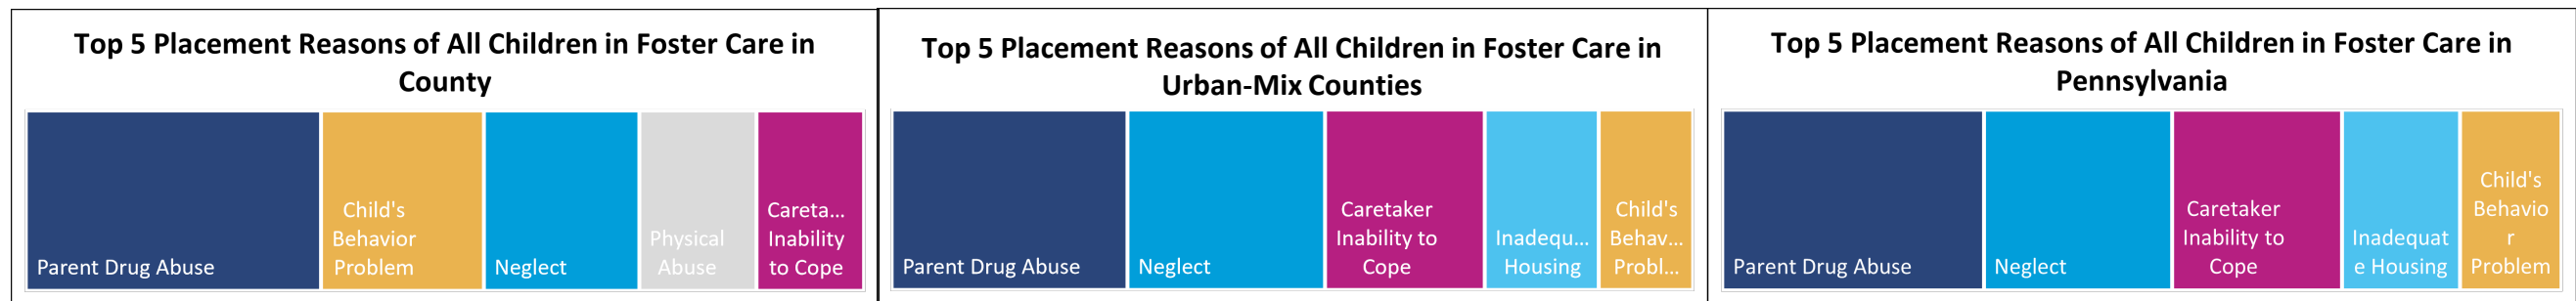 Top 5 Placement Reasons of All Children in Foster Care in
County
Parent Drug Abuse
Child's
Behavior
Problem
Neglect
Physical
Abuse
Careta...
Inability
to Cope
Top 5 Placement Reasons of All Children in Foster Care in
Urban-Mix Counties
Parent Drug Abuse
Neglect
Caretaker
Inability to
Cope
Inadequ...
Housing
Child's
Behav...
Probl...
Top 5 Placement Reasons of All Children in Foster Care in
Pennsylvania
Parent Drug Abuse
Neglect
Caretaker
Inability to
Cope
Inadequat
e Housing
Child's
Behavio
r
Problem